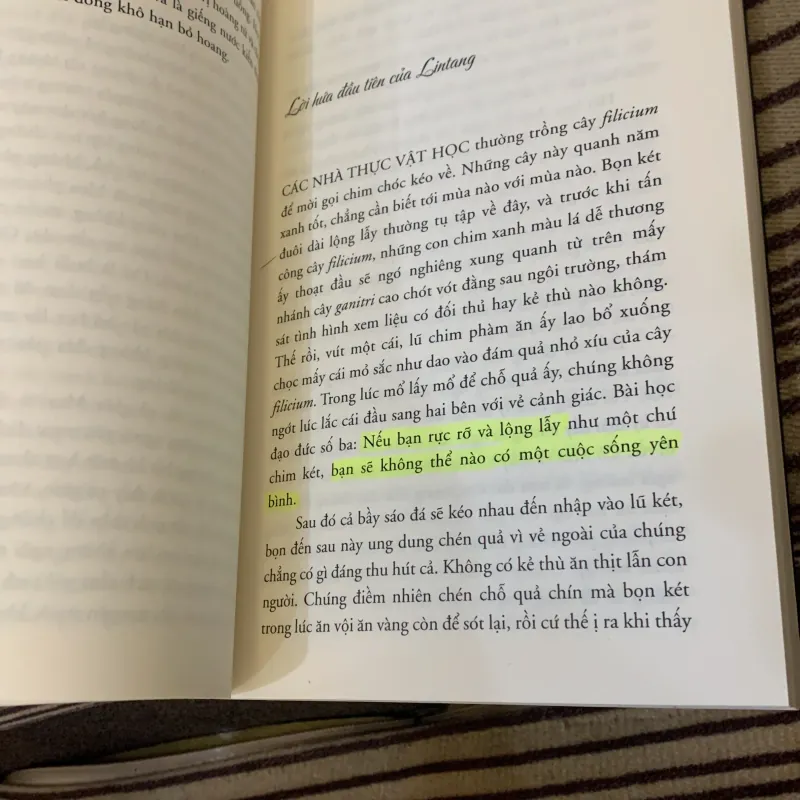 là giếng nước
đồng khô hạn bỏ hoang.
Lời hứa đầu tiên của Lintang
CÁC NHÀ THỰC VẬT HỌC thường trồng cây filicium
để mời gọi chim chóc kéo về. Những cây này quanh năm
xanh tốt, chẳng cần biết tới mùa nào với mùa nào. Bọn két
đuôi dài lộng lẫy thường tụ tập về đây, và trước khi tấn
công cây filicium, những con chim xanh màu lá dễ thương
ấy thoạt đầu sẽ ngó nghiêng xung quanh từ trên mấy
nhánh cây ganitri cao chót vót đằng sau ngôi trường, thám
sát tình hình xem liệu có đối thủ hay kẻ thù nào không.
Thế rồi, vút một cái, lũ chim phàm ăn ấy lao bổ xuống
chọc mấy cái mỏ sắc như dao vào đám quả nhỏ xíu của cây
filicium. Trong lúc mổ lấy mổ để chỗ quả ấy, chúng không
ngớt lúc lắc cái đầu sang hai bên với vẻ cảnh giác. Bài học
đạo đức số ba: Nếu bạn rực rỡ và lộng lẫy như một chú
chim két, bạn sẽ không thể nào có một cuộc sống yên
bình.
Sau đó cả bầy sáo đá sẽ kéo nhau đến nhập vào lũ két,
bọn đến sau này ung dung chén quả vì vẻ ngoài của chúng
chẳng có gì đáng thu hút cả. Không có kẻ thù ăn thịt lẫn con
người. Chúng điềm nhiên chén chỗ quả chín mà bọn két
trong lúc ăn vội ăn vàng còn để sót lại, rồi cứ thế ị ra khi thấy